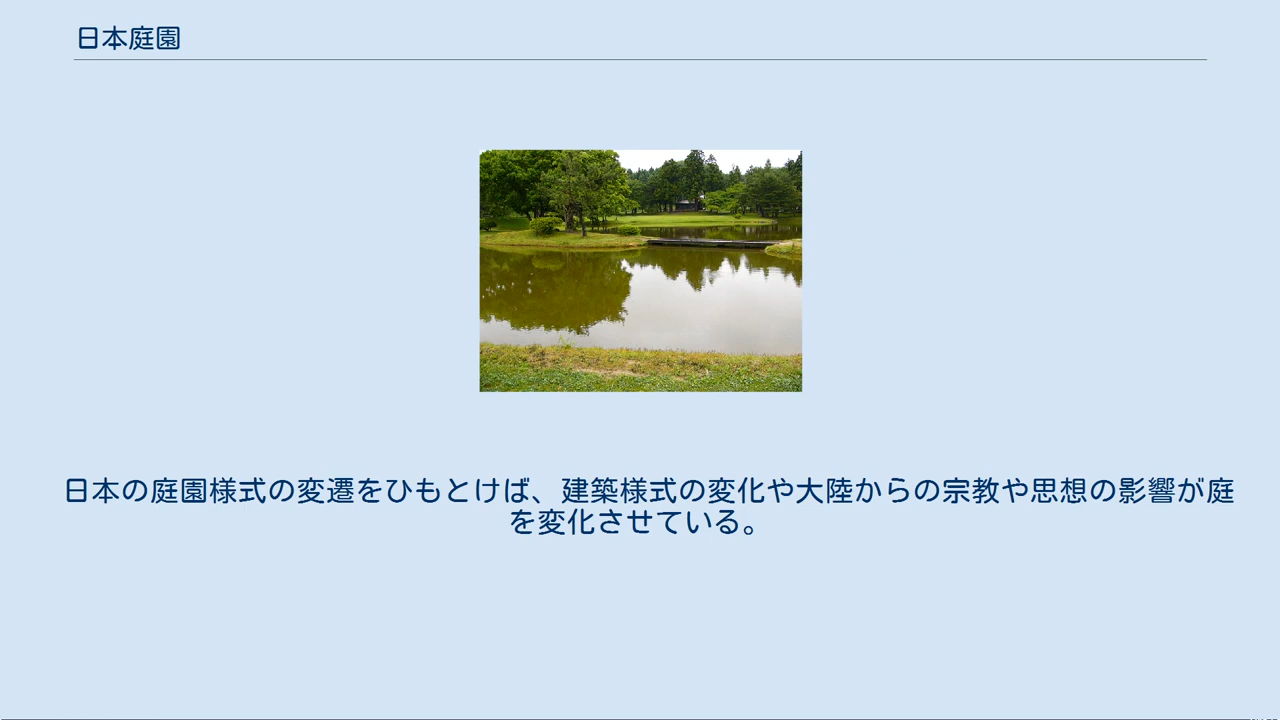 日本庭園
日本の庭園様式の変遷をひもとけば、建築様式の変化や大陸からの宗教や思想の影響が庭
を変化させている。